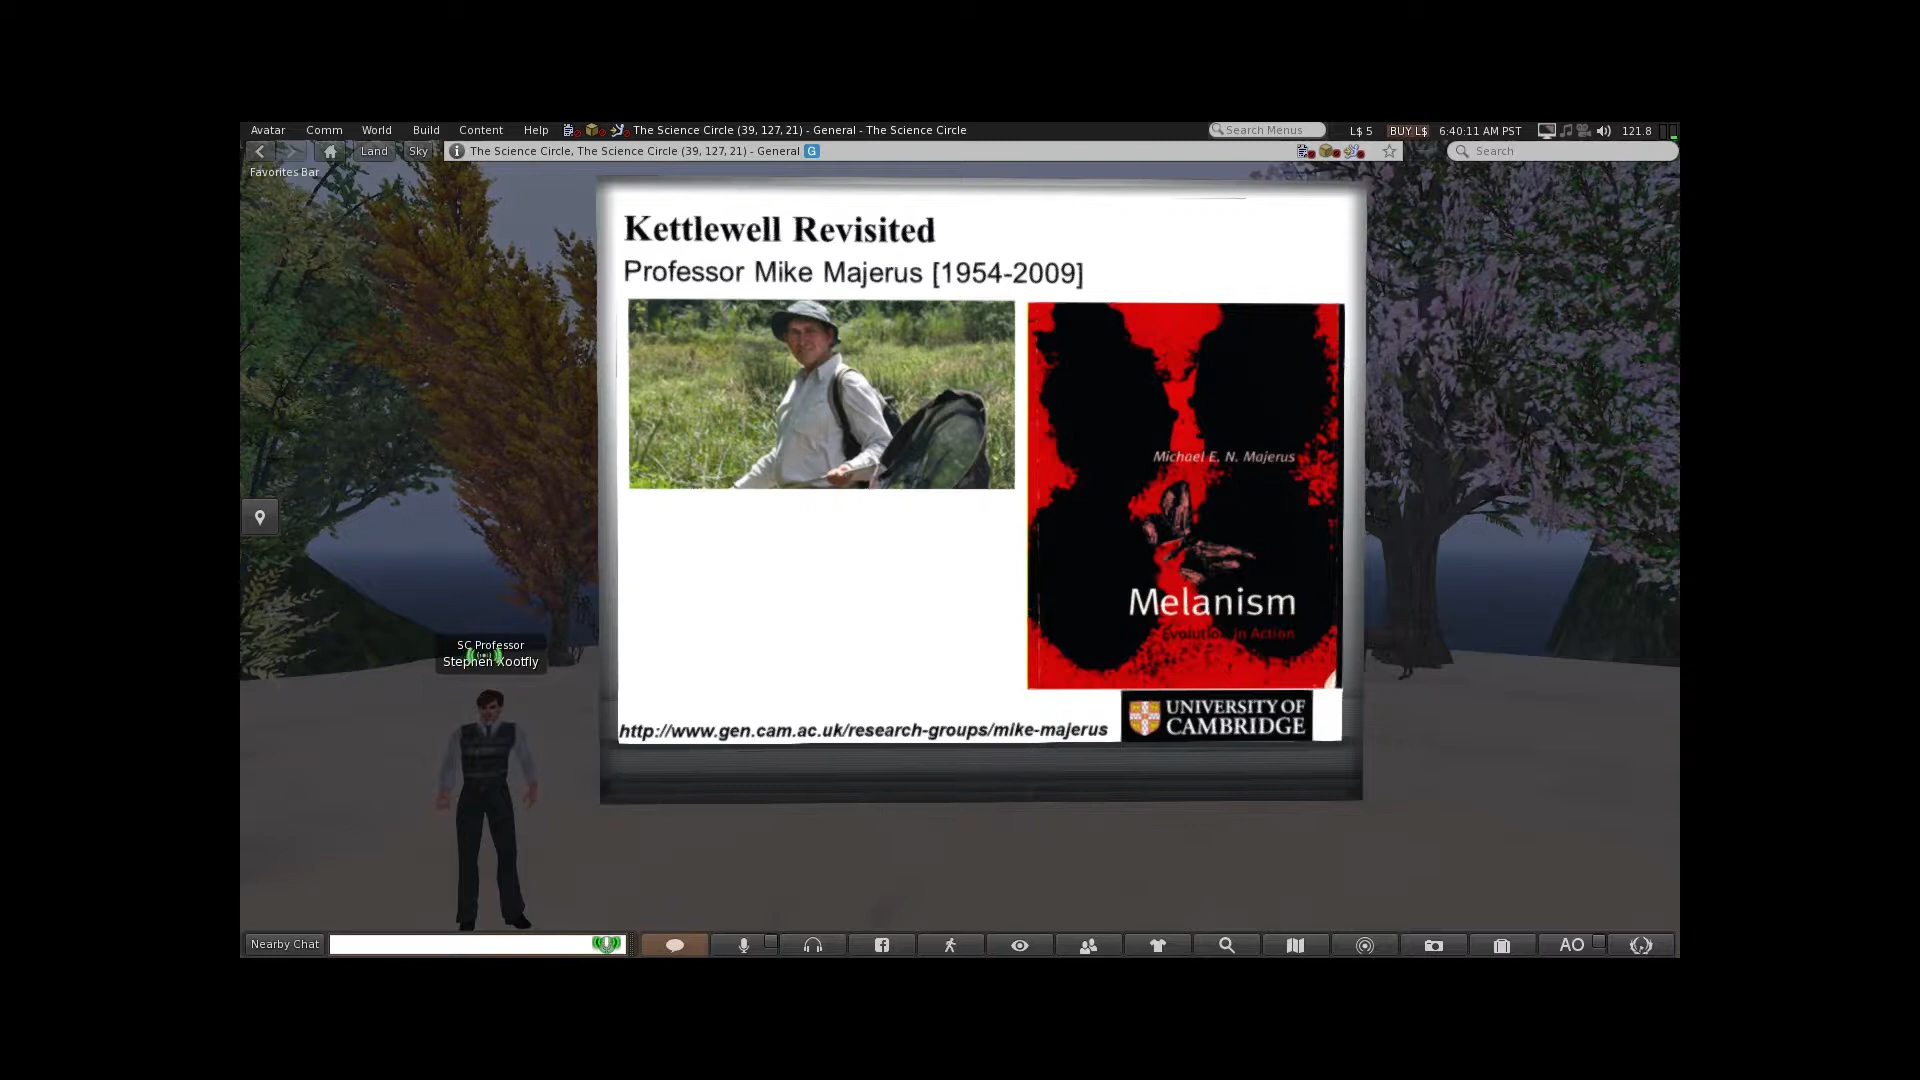 Avatar Comm World Build Content Help The Science Circle (39, 127, 21) - General - The Science Circle Search Menus L$ 5 BUY L$ 6:40:11 AM PST 121.8
Land Sky The Science Circle, The Science Circle (39, 127, 21) - General G Search
Favorites Bar
Kettlewell Revisited
Professor Mike Majerus [1954-2009]
Michael E. N. Majerus
Melanism
Evolution in Action
SC Professor
Stephen Xootfly
http://www.gen.cam.ac.uk/research-groups/mike-majerus
UNIVERSITY OF
CAMBRIDGE
Nearby Chat AO